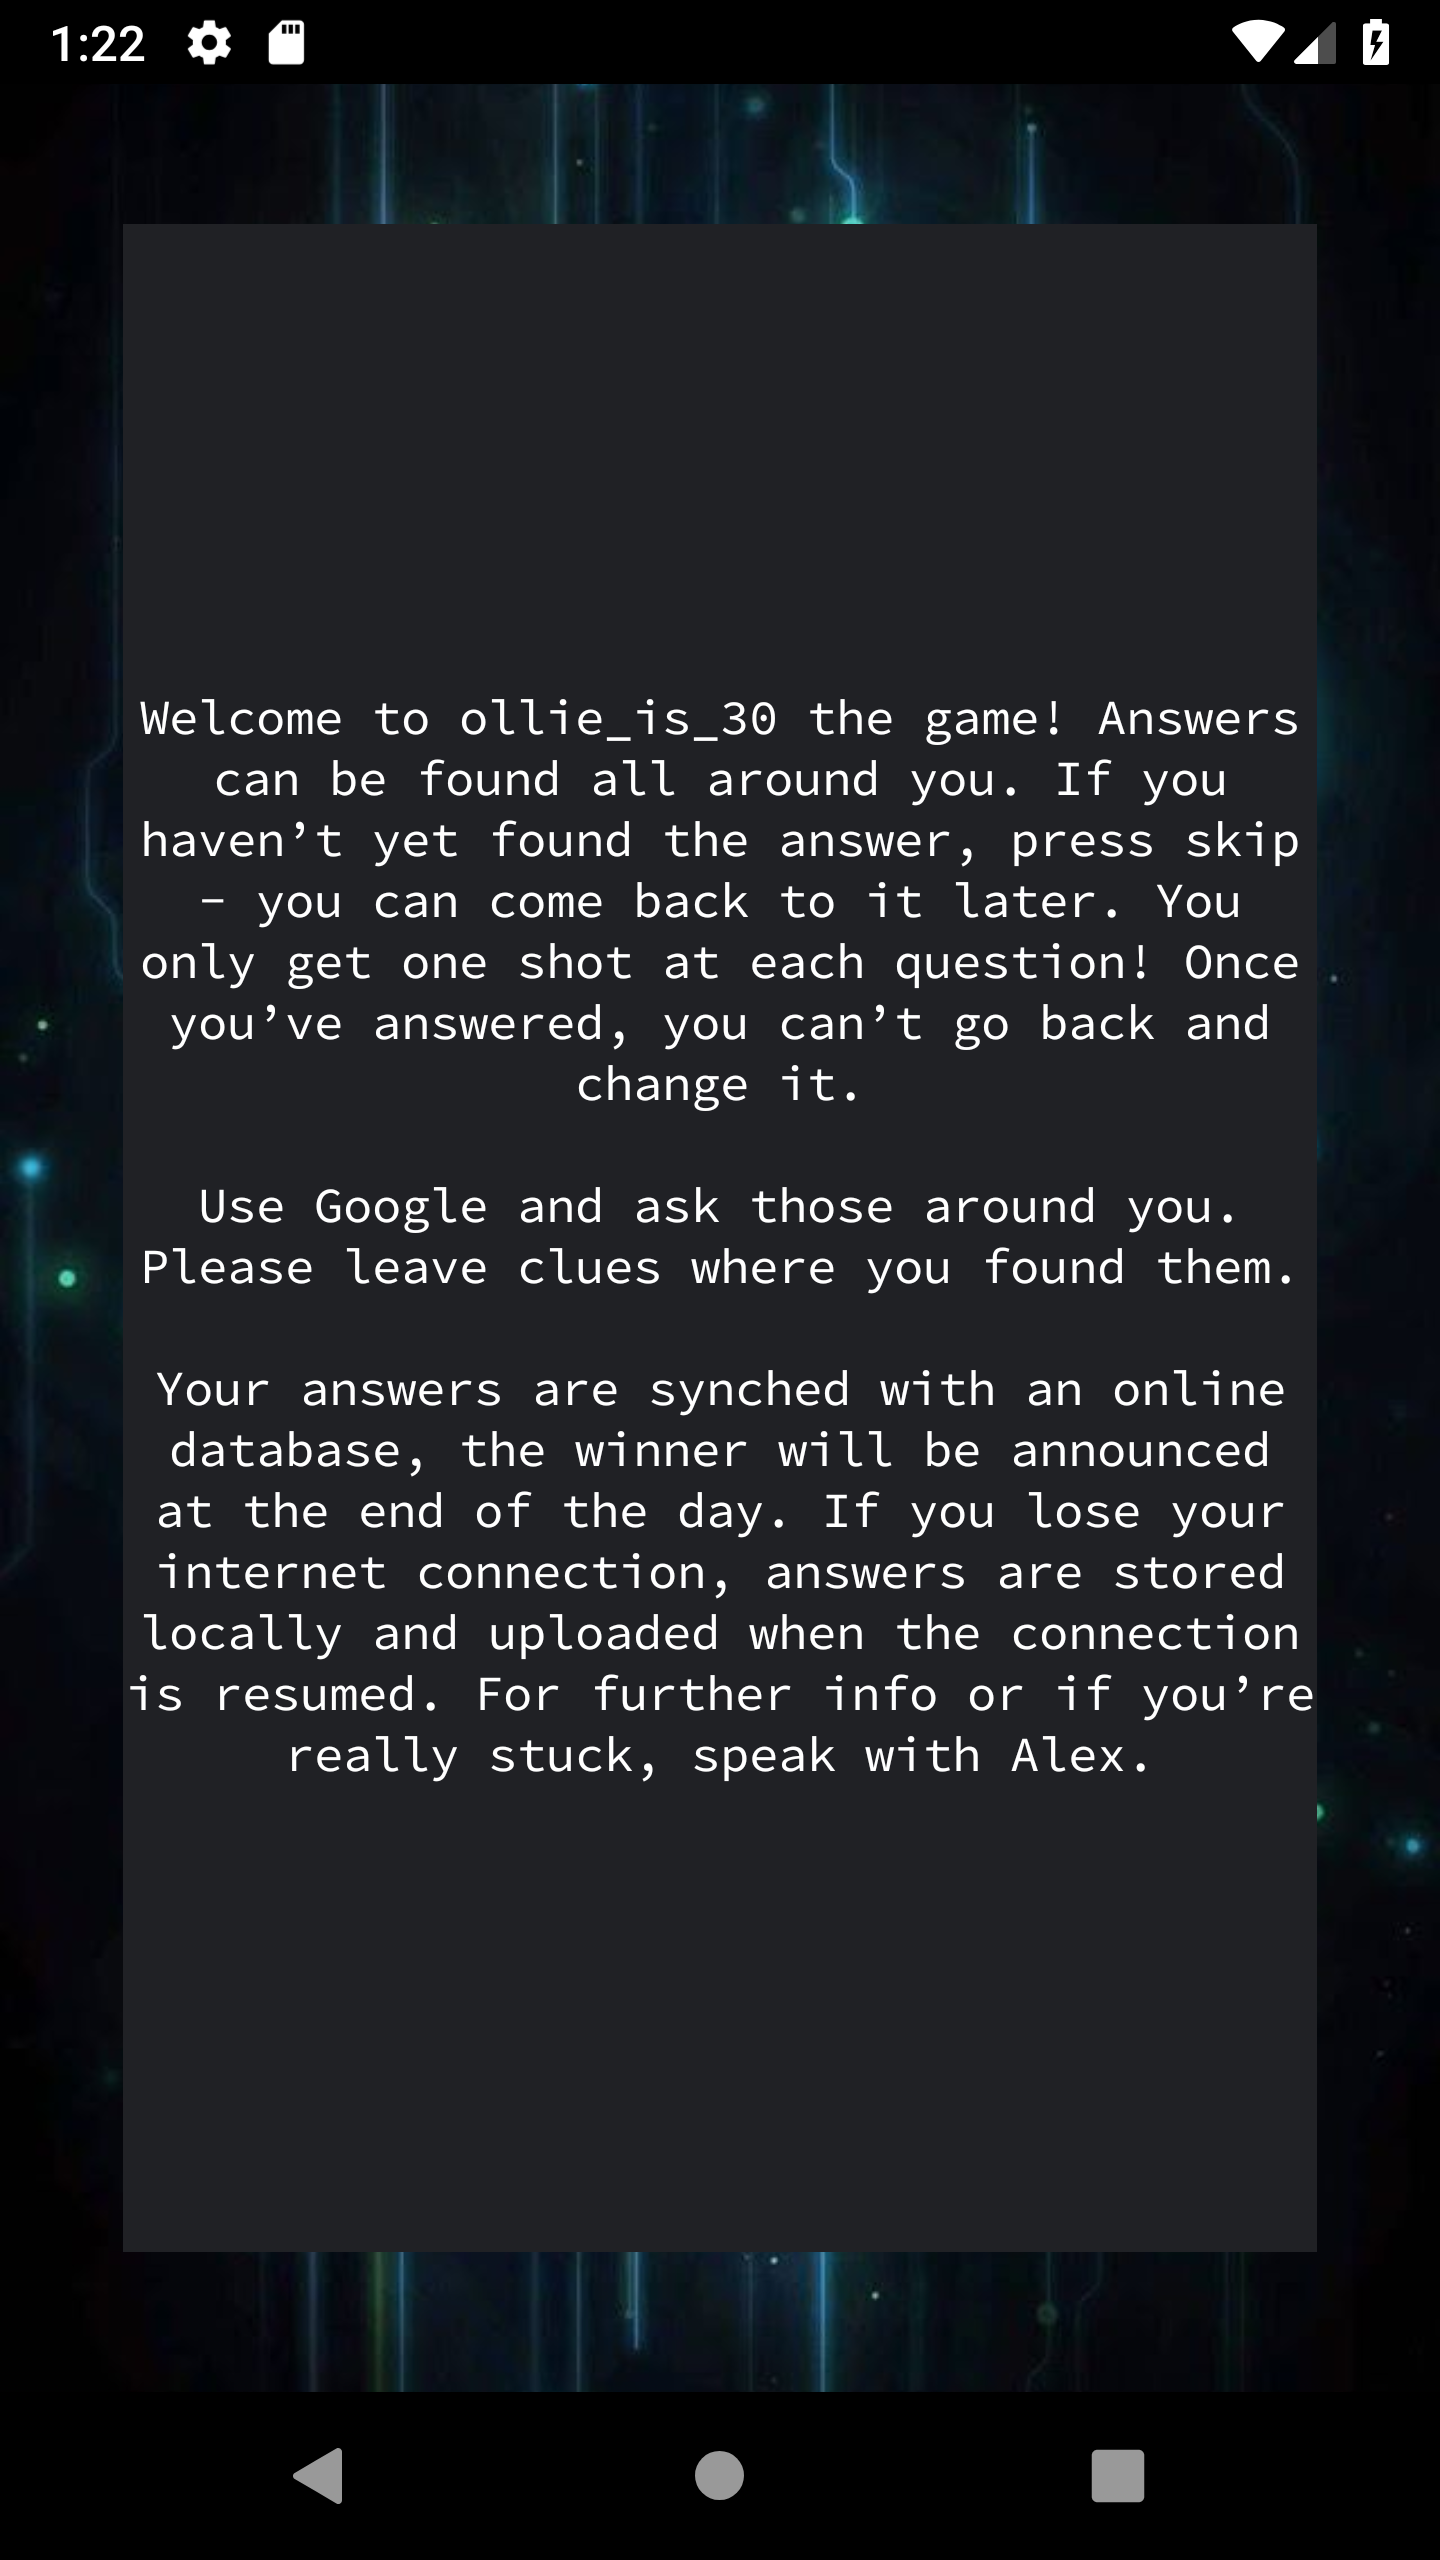 1:22
Welcome to ollie_is_30 the game! Answers
can be found all around you. If you
haven’t yet found the answer, press skip
– you can come back to it later. You
only get one shot at each question! Once
you’ve answered, you can’t go back and
change it.
Use Google and ask those around you.
Please leave clues where you found them.
Your answers are synched with an online
database, the winner will be announced
at the end of the day. If you lose your
internet connection, answers are stored
locally and uploaded when the connection
is resumed. For further info or if you’re
really stuck, speak with Alex.